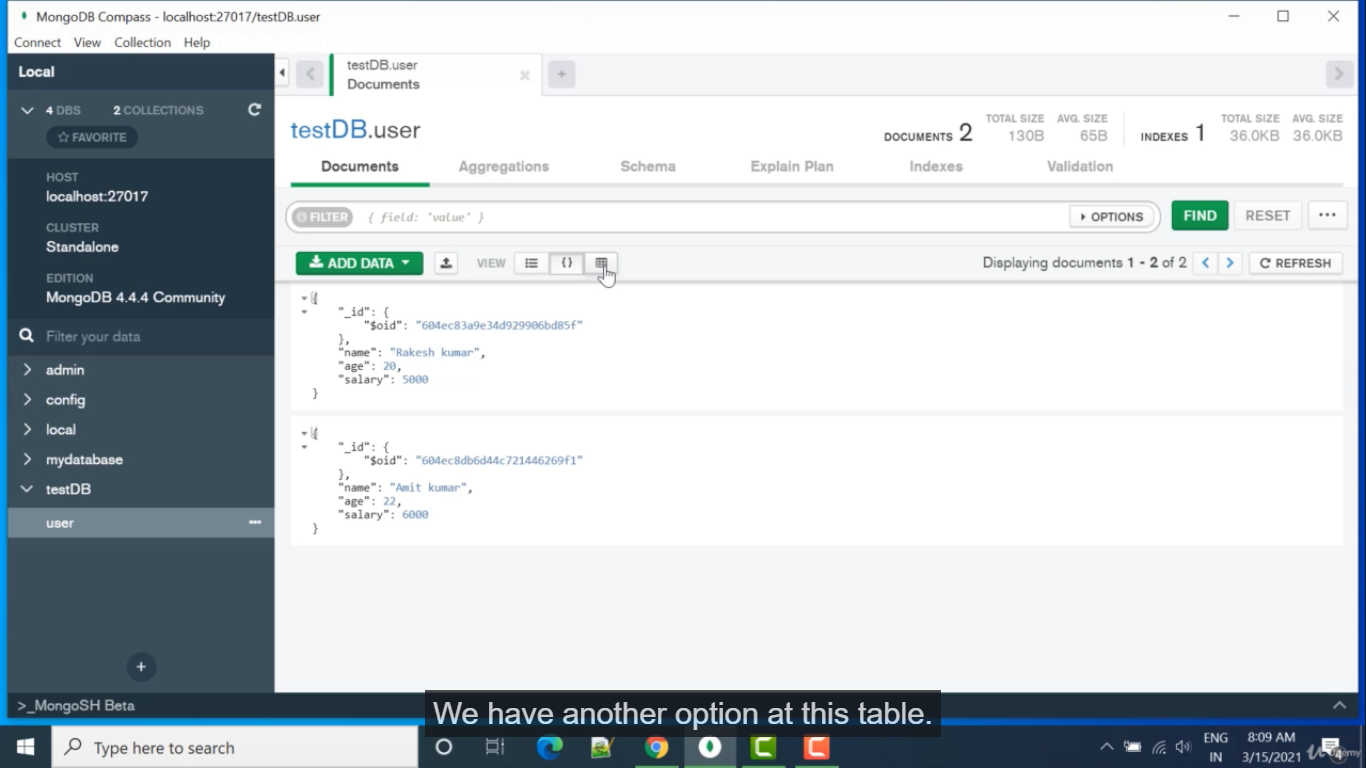 MongoDB Compass - localhost:27017/testDB.user
Connect View Collection Help
Local
4 DBS 2 COLLECTIONS
FAVORITE
HOST
localhost:27017
CLUSTER
Standalone
EDITION
MongoDB 4.4.4 Community
Filter your data
admin
config
local
mydatabase
testDB
user
>_MongoSH Beta
testDB.user
Documents
testDB.user
DOCUMENTS 2
TOTAL SIZE AVG. SIZE
130B 65B
INDEXES 1
TOTAL SIZE AVG. SIZE
36.0KB 36.0KB
Documents Aggregations Schema Explain Plan Indexes Validation
FILTER { field: 'value' } OPTIONS FIND RESET
ADD DATA VIEW {} Displaying documents 1 - 2 of 2 REFRESH
{
"_id": {
"$oid": "604ec83a9e34d929906bd85f"
},
"name": "Rakesh kumar",
"age": 20,
"salary": 5000
}
{
"_id": {
"$oid": "604ec8db6d44c721446269f1"
},
"name": "Amit kumar",
"age": 22,
"salary": 6000
}
We have another option at this table.
Type here to search
ENG
IN
8:09 AM
3/15/2021
4